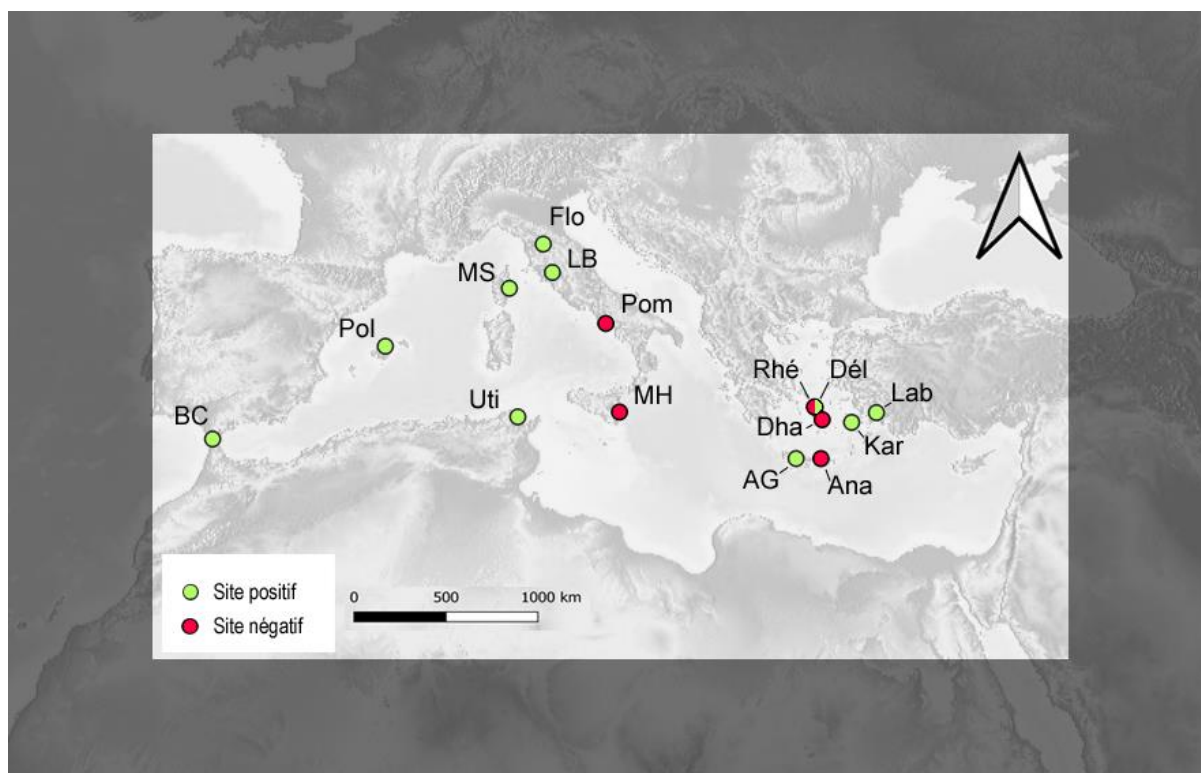 Flo
LB
MS
Pom
Pol
Rhé Dél
Lab
Uti
MH
BC
Dha
Kar
AG
Ana
Site positif
Site négatif
0 500 1000 km